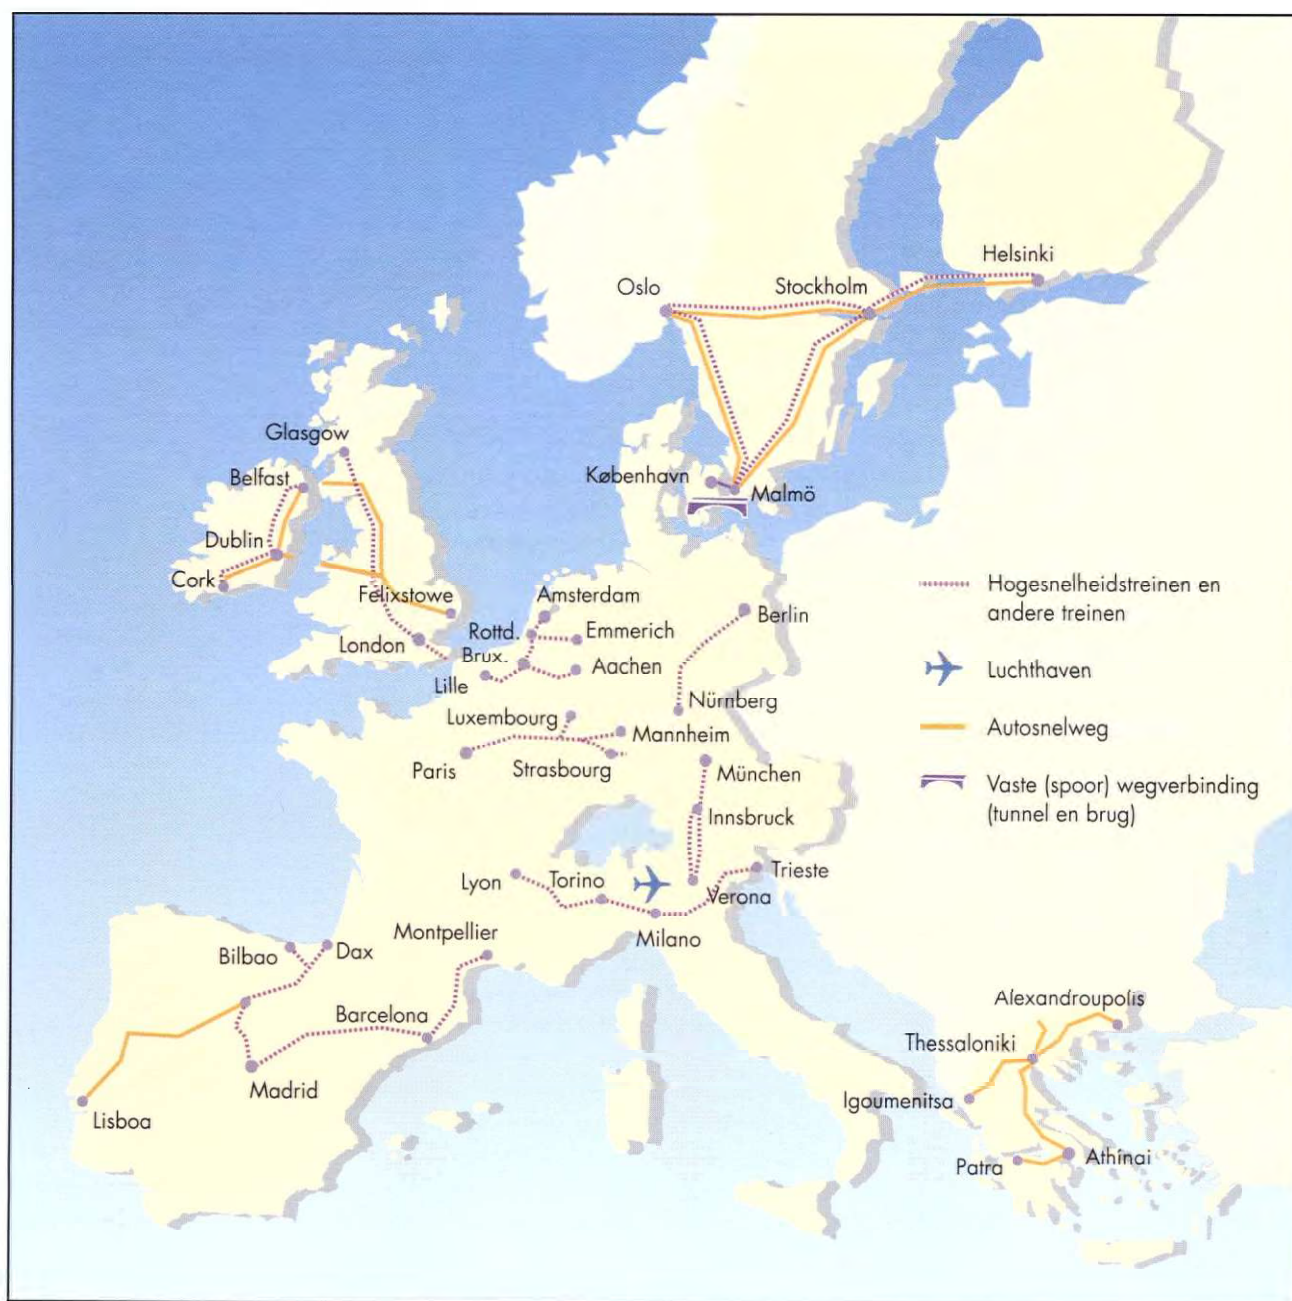 Helsinki
Oslo
Stockholm
Glasgow
Belfast
København
Malmö
Dublin
Cork
Felixstowe
Amsterdam
Berlin
Rottd.
Emmerich
London
Brux.
Aachen
Lille
Nürnberg
Luxembourg
Mannheim
Paris
Strasbourg
München
Innsbruck
Lyon
Torino
Trieste
Verona
Montpellier
Milano
Bilbao
Dax
Barcelona
Madrid
Lisboa
Alexandroupolis
Thessaloniki
Igoumenitsa
Patra
Athínai
Hogesnelheidstreinen en
andere treinen
Luchthaven
Autosnelweg
Vaste (spoor) wegverbinding
(tunnel en brug)